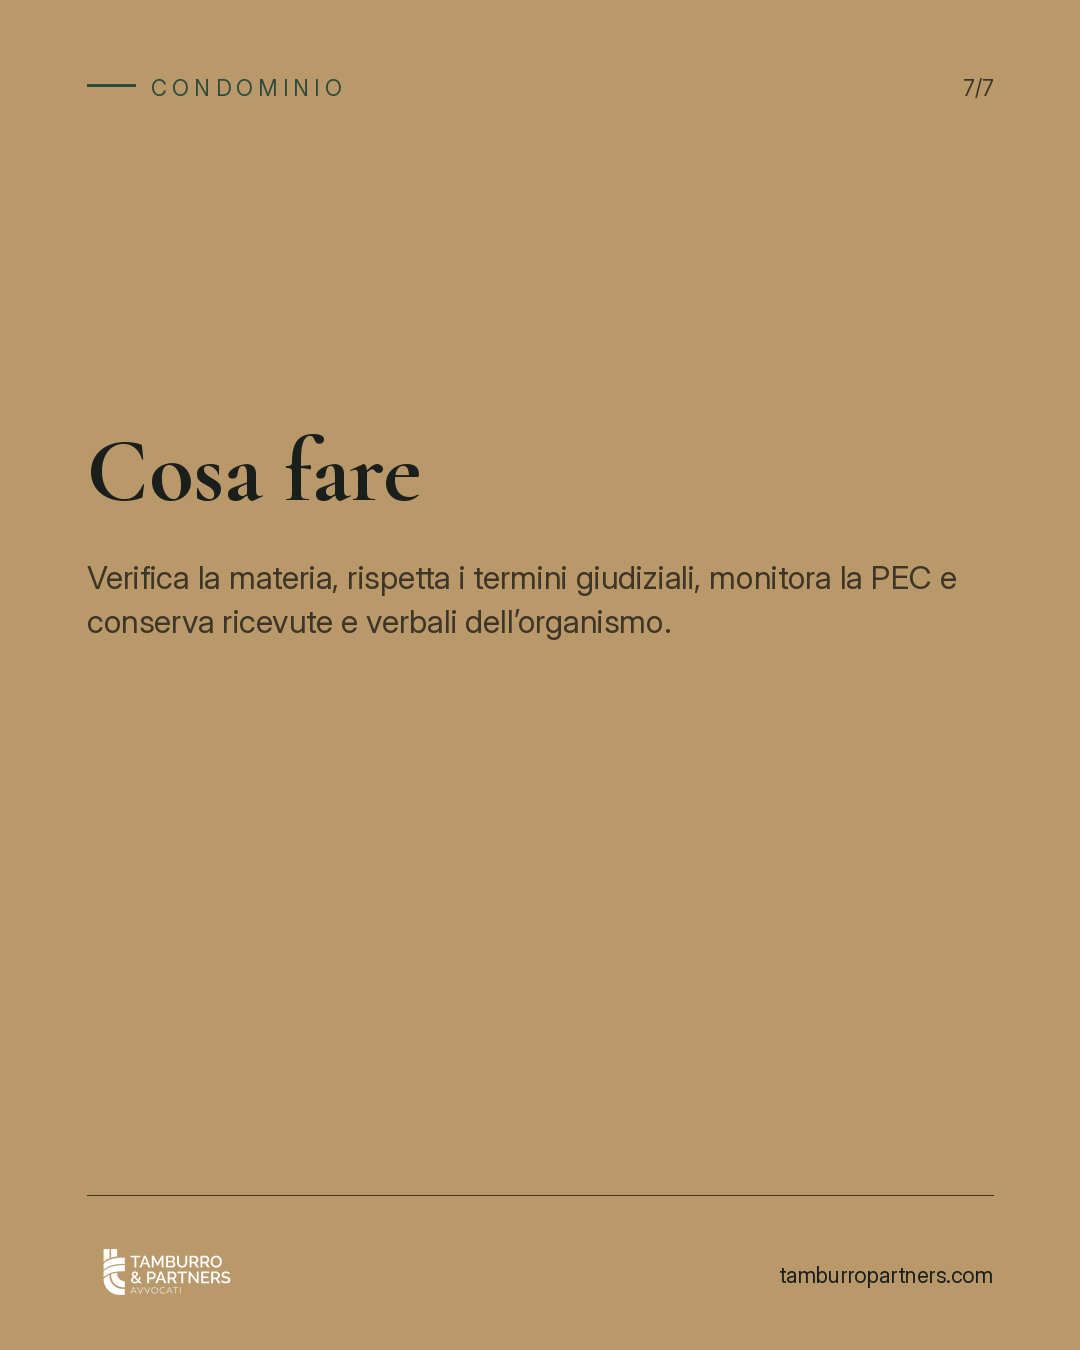 CONDOMINIO
7/7
Cosa fare
Verifica la materia, rispetta i termini giudiziali, monitora la PEC e
conserva ricevute e verbali dell’organismo.
TAMBURRO
& PARTNERS
AVVOCATI
tamburropartners.com